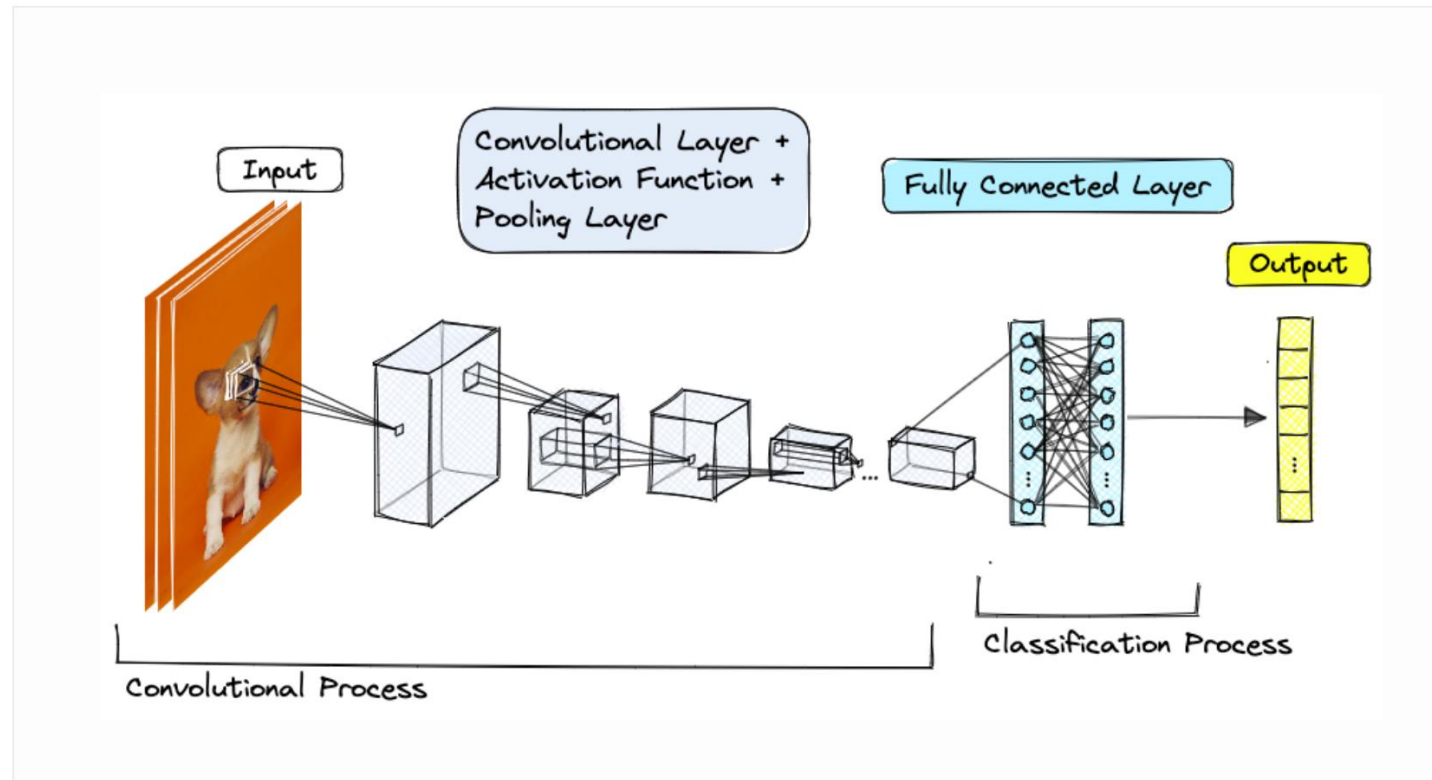 Input
Convolutional Layer +
Activation Function +
Pooling Layer
Fully Connected Layer
Output
...
Classification Process
Convolutional Process